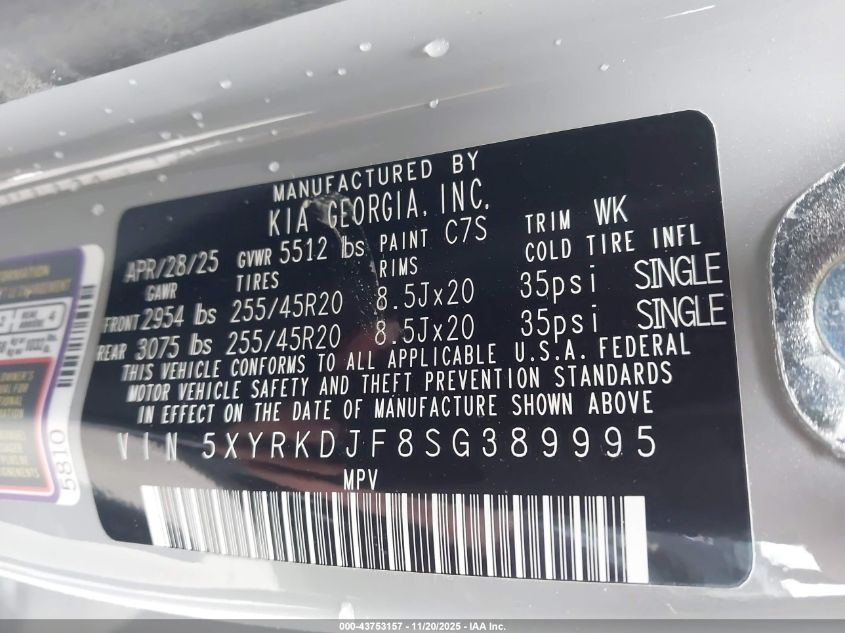 MANUFACTURED BY
KIA GEORGIA, INC.
APR/28/25 GVWR 5512 lbs PAINT C7S TRIM WK
GAWR TIRES RIMS COLD TIRE INFL
FRONT 2954 lbs 255/45R20 8.5Jx20 35psi SINGLE
REAR 3075 lbs 255/45R20 8.5Jx20 35psi SINGLE
THIS VEHICLE CONFORMS TO ALL APPLICABLE U.S.A. FEDERAL
MOTOR VEHICLE SAFETY AND THEFT PREVENTION STANDARDS
IN EFFECT ON THE DATE OF MANUFACTURE SHOWN ABOVE
VIN 5XYRKDJF8SG389995
MPV
5810
000-43753157 - 11/20/2025 - IAA Inc.